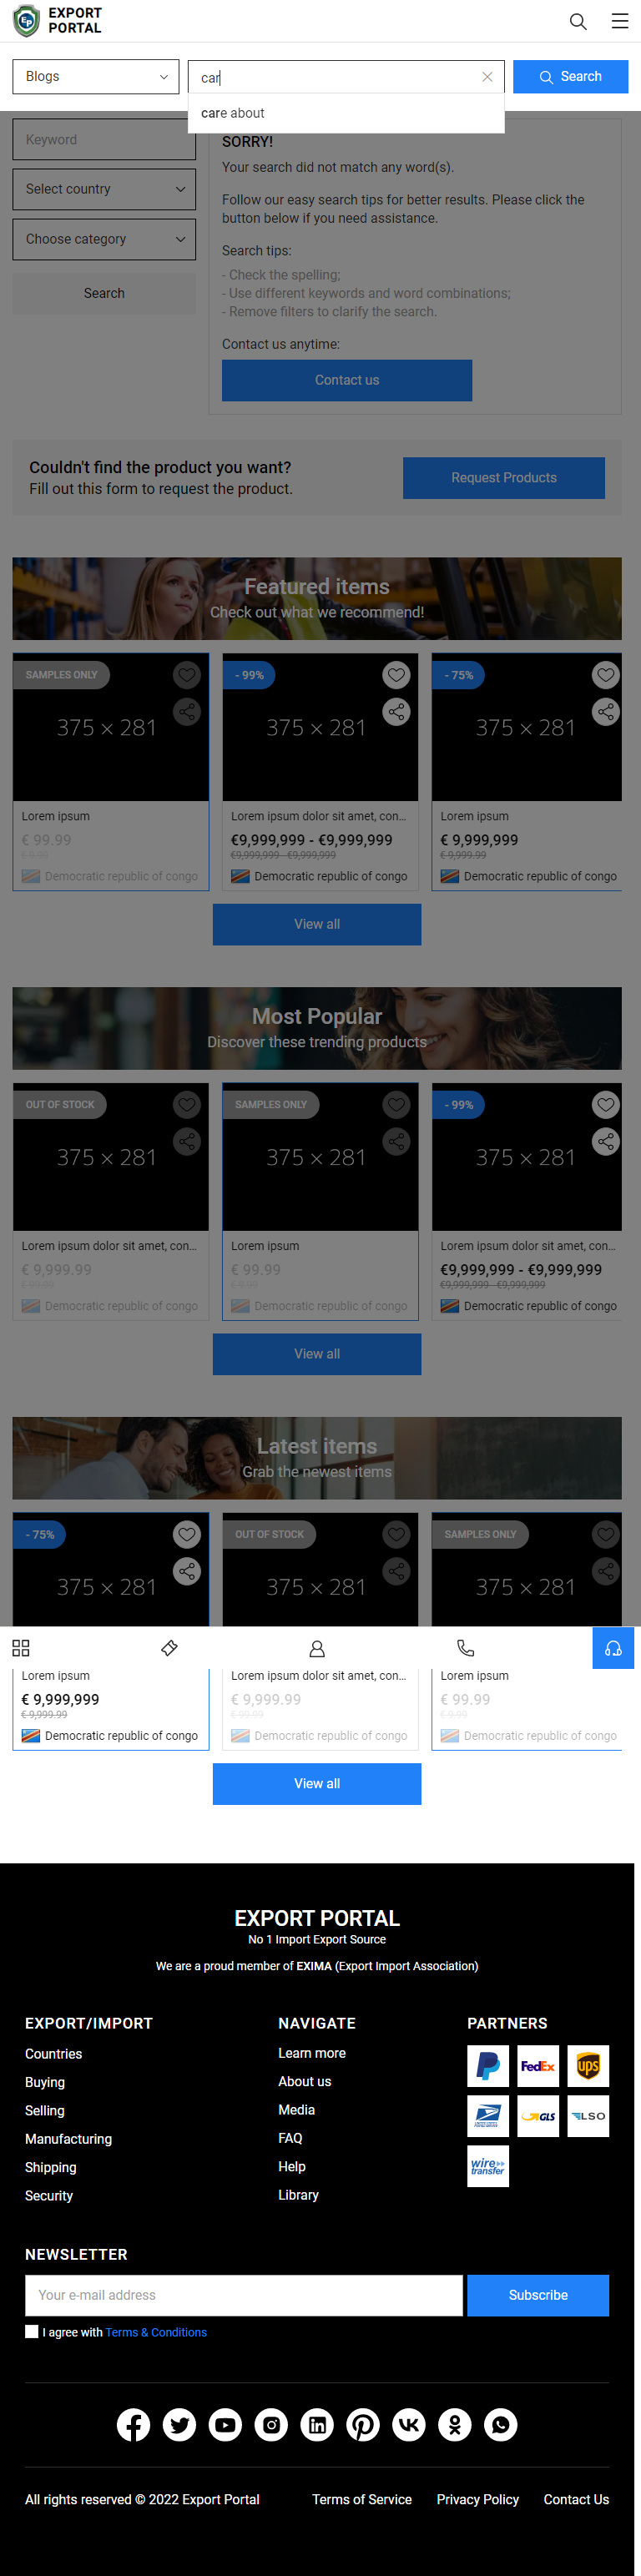 EXPORT
PORTAL
Blogs
car
Search
care about
Keyword
Select country
Choose category
Search
SORRY!
Your search did not match any word(s).
Follow our easy search tips for better results. Please click the
button below if you need assistance.
Search tips:
- Check the spelling;
- Use different keywords and word combinations;
- Remove filters to clarify the search.
Contact us anytime:
Contact us
Couldn't find the product you want?
Fill out this form to request the product.
Request Products
Featured items
Check out what we recommend!
SAMPLES ONLY
375 × 281
Lorem ipsum
€ 99.99
€ 9.99
Democratic republic of congo
- 99%
375 × 281
Lorem ipsum dolor sit amet, con...
€9,999,999 - €9,999,999
€9,999,999 - €9,999,999
Democratic republic of congo
- 75%
375 × 281
Lorem ipsum
€ 9,999,999
€ 9,999.99
Democratic republic of congo
View all
Most Popular
Discover these trending products
OUT OF STOCK
375 × 281
Lorem ipsum dolor sit amet, con...
€ 9,999.99
€ 99.99
Democratic republic of congo
SAMPLES ONLY
375 × 281
Lorem ipsum
€ 99.99
€ 9.99
Democratic republic of congo
- 99%
375 × 281
Lorem ipsum dolor sit amet, con...
€9,999,999 - €9,999,999
€9,999,999 - €9,999,999
Democratic republic of congo
View all
Latest items
Grab the newest items
- 75%
375 × 281
Lorem ipsum
€ 9,999,999
€ 9,999.99
Democratic republic of congo
OUT OF STOCK
375 × 281
Lorem ipsum dolor sit amet, con...
€ 9,999.99
€ 99.99
Democratic republic of congo
SAMPLES ONLY
375 × 281
Lorem ipsum
€ 99.99
€ 9.99
Democratic republic of congo
View all
EXPORT PORTAL
No 1 Import Export Source
We are a proud member of EXIMA (Export Import Association)
EXPORT/IMPORT
Countries
Buying
Selling
Manufacturing
Shipping
Security
NAVIGATE
Learn more
About us
Media
FAQ
Help
Library
PARTNERS
FedEx
ups
GLS
LSO
wire
transfer
NEWSLETTER
Your e-mail address
Subscribe
I agree with Terms & Conditions
All rights reserved © 2022 Export Portal
Terms of Service
Privacy Policy
Contact Us